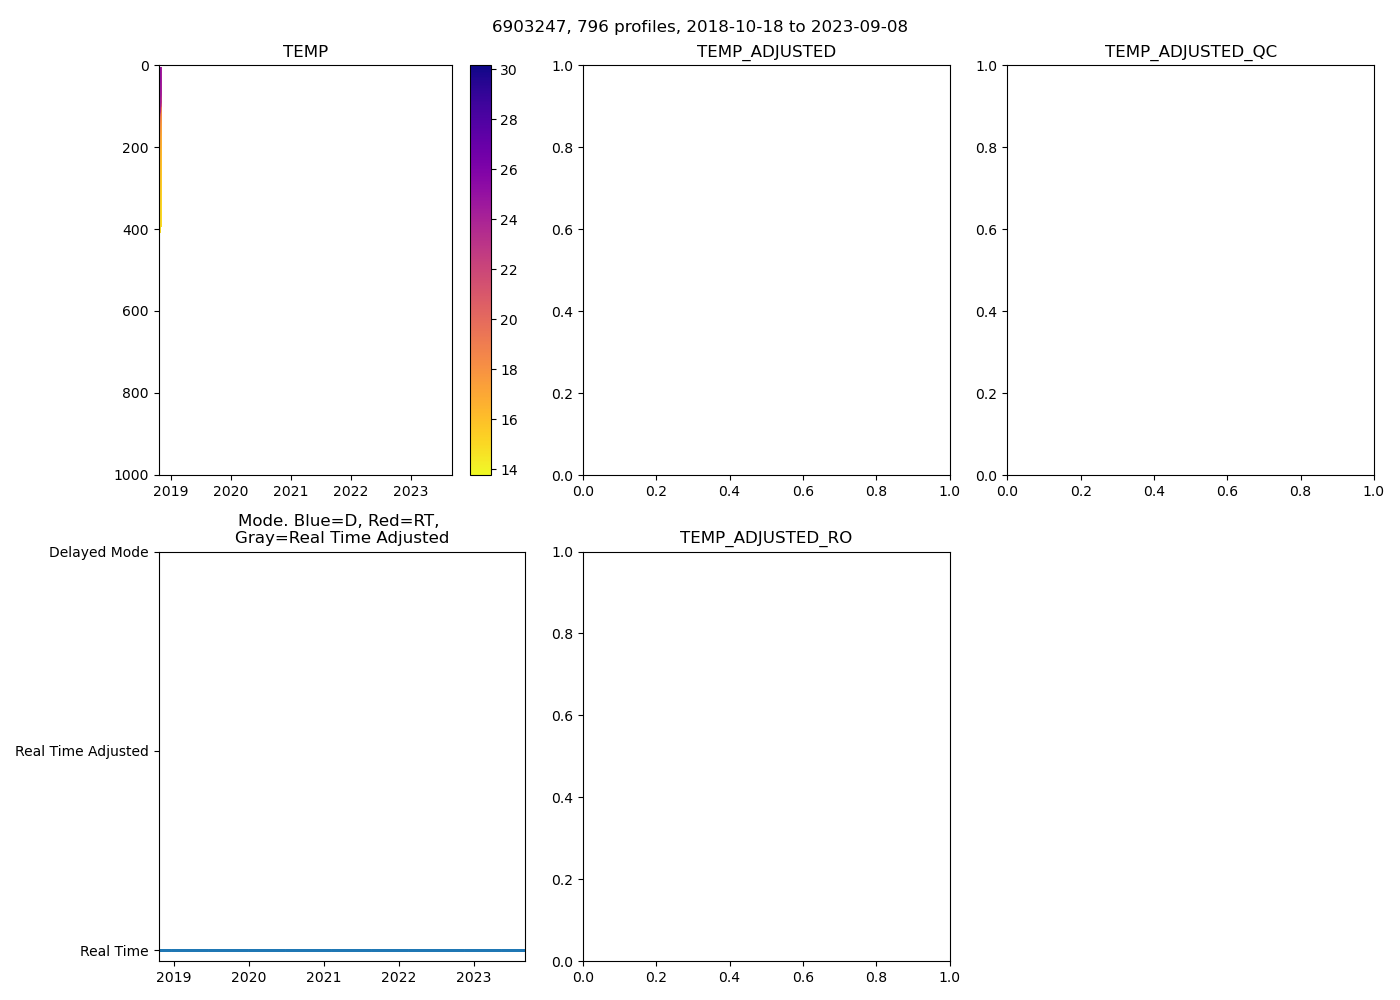 6903247, 796 profiles, 2018-10-18 to 2023-09-08
TEMP
0
200
400
600
800
1000
2019 2020 2021 2022 2023
30
28
26
24
22
20
18
16
14
TEMP_ADJUSTED
1.0
0.8
0.6
0.4
0.2
0.0
0.0 0.2 0.4 0.6 0.8 1.0
TEMP_ADJUSTED_QC
1.0
0.8
0.6
0.4
0.2
0.0
0.0 0.2 0.4 0.6 0.8 1.0
Mode. Blue=D, Red=RT,
Gray=Real Time Adjusted
Delayed Mode
Real Time Adjusted
Real Time
2019 2020 2021 2022 2023
TEMP_ADJUSTED_RO
1.0
0.8
0.6
0.4
0.2
0.0
0.0 0.2 0.4 0.6 0.8 1.0